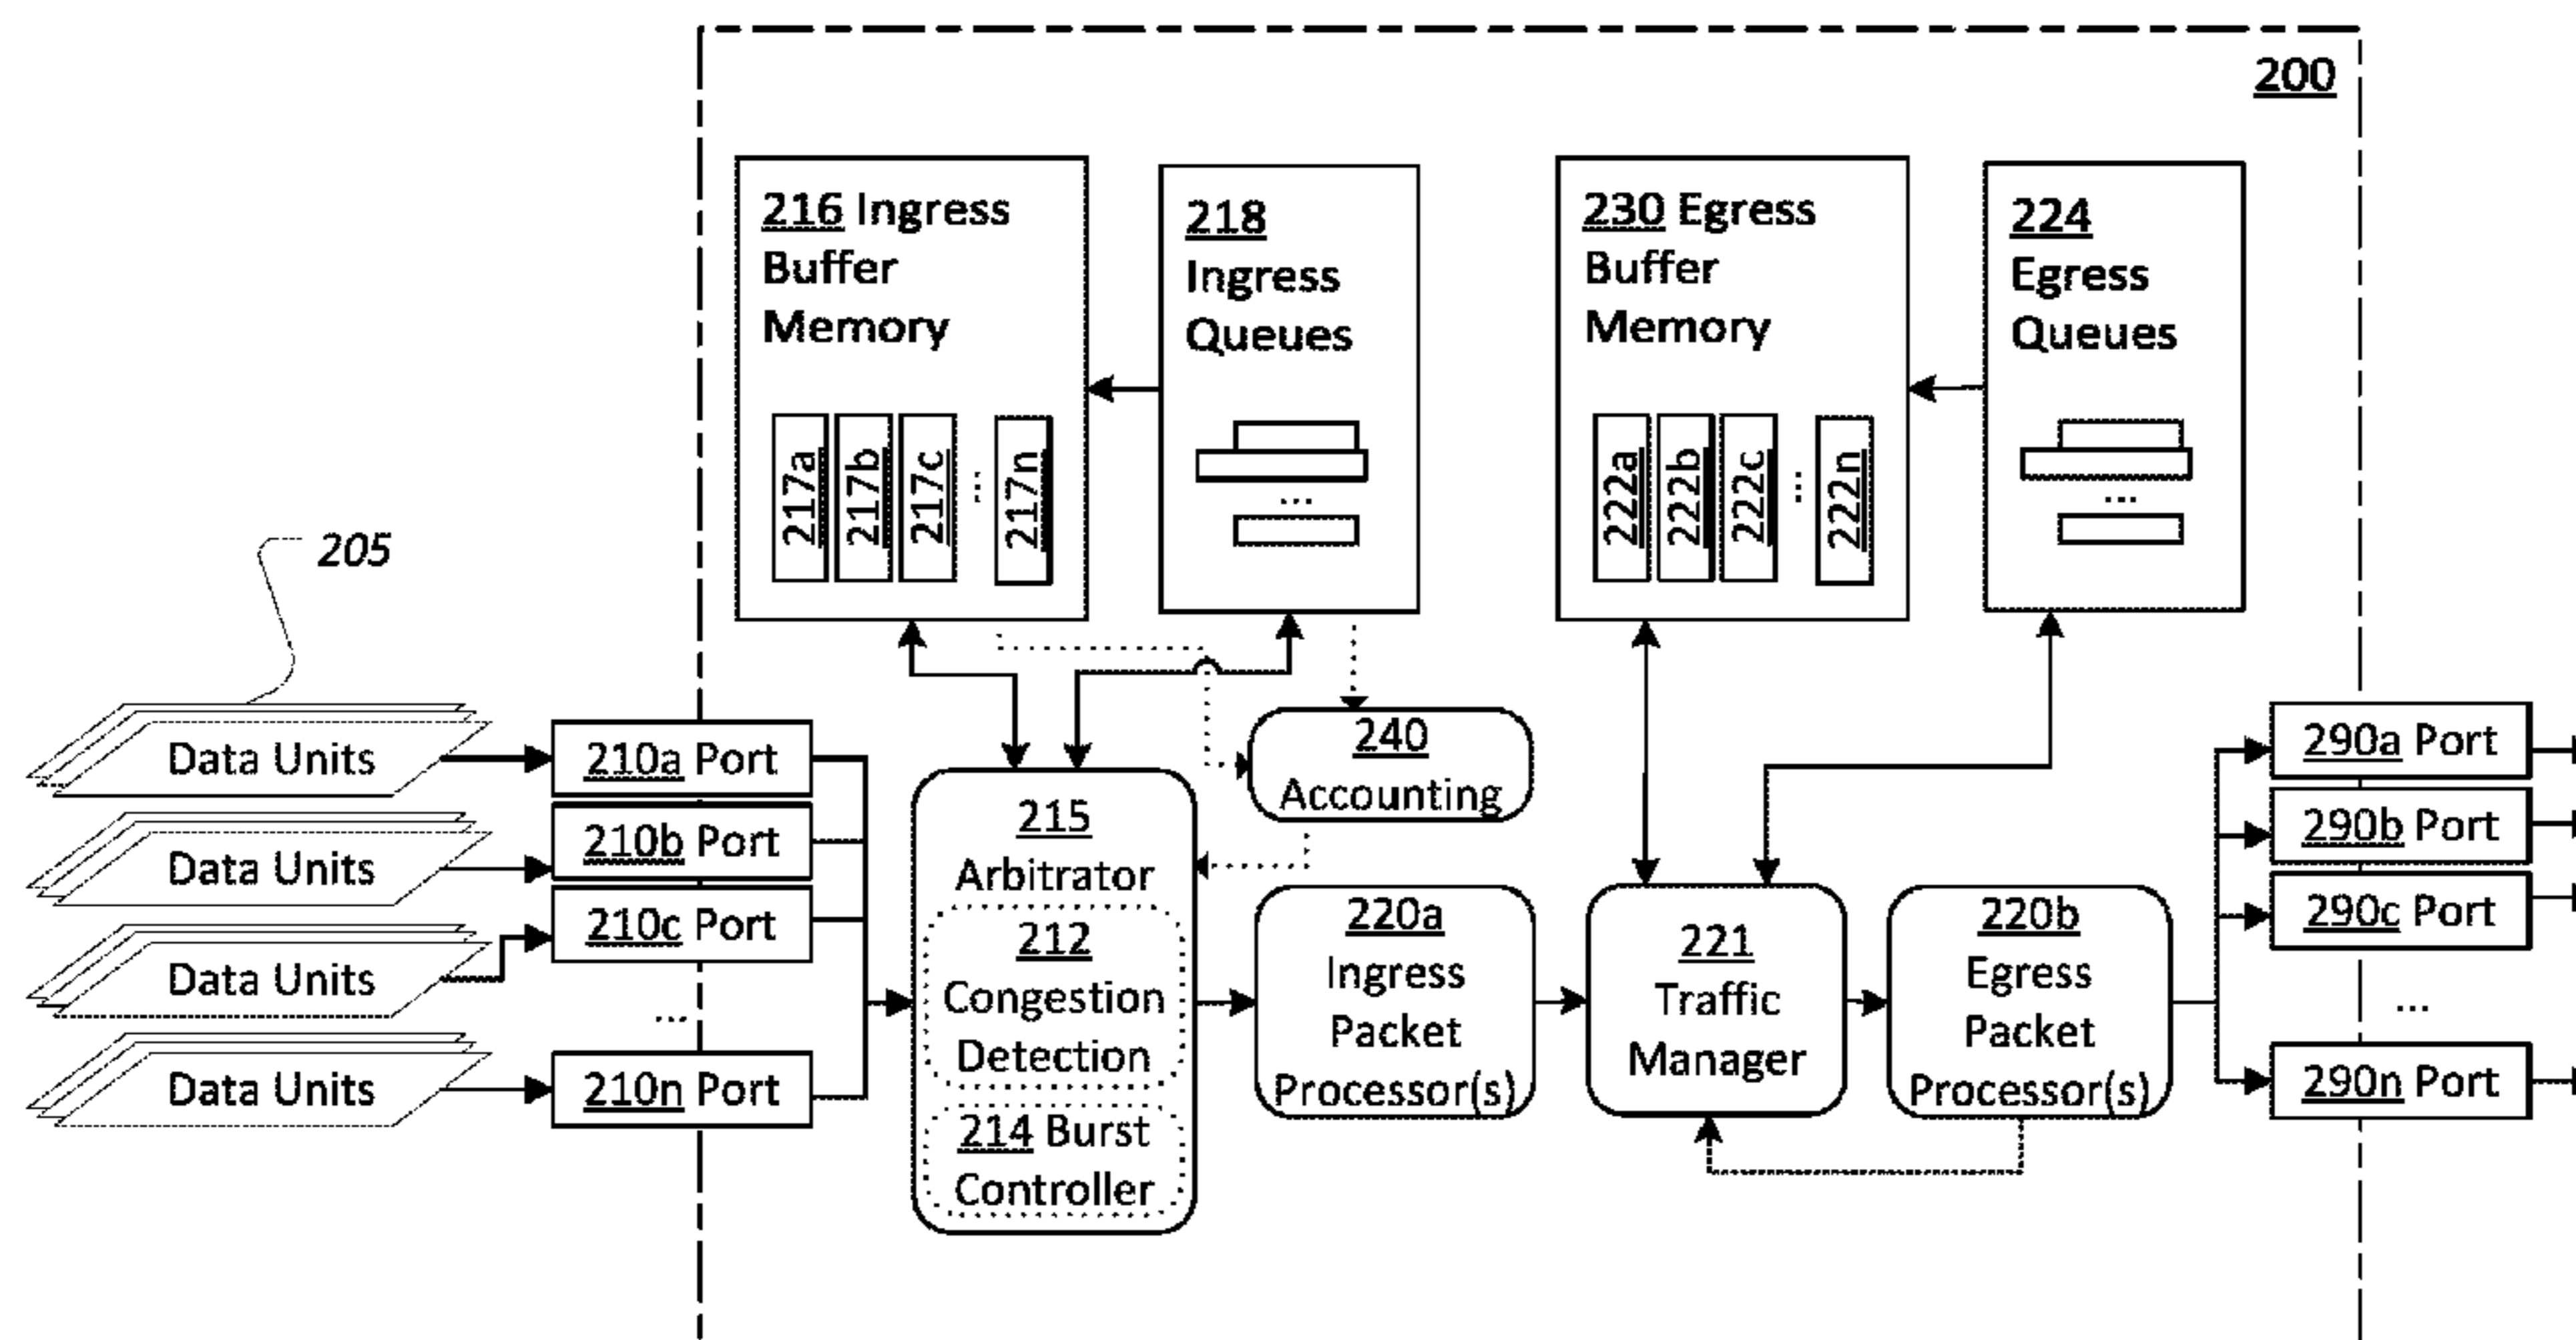 200
216 Ingress
Buffer
Memory
217a
217b
217c
...
217n
218
Ingress
Queues
...
230 Egress
Buffer
Memory
222a
222b
222c
...
222n
224
Egress
Queues
...
205
Data Units
Data Units
Data Units
Data Units
210a Port
210b Port
210c Port
...
210n Port
215
Arbitrator
212
Congestion
Detection
214 Burst
Controller
240
Accounting
220a
Ingress
Packet
Processor(s)
221
Traffic
Manager
220b
Egress
Packet
Processor(s)
290a Port
290b Port
290c Port
...
290n Port